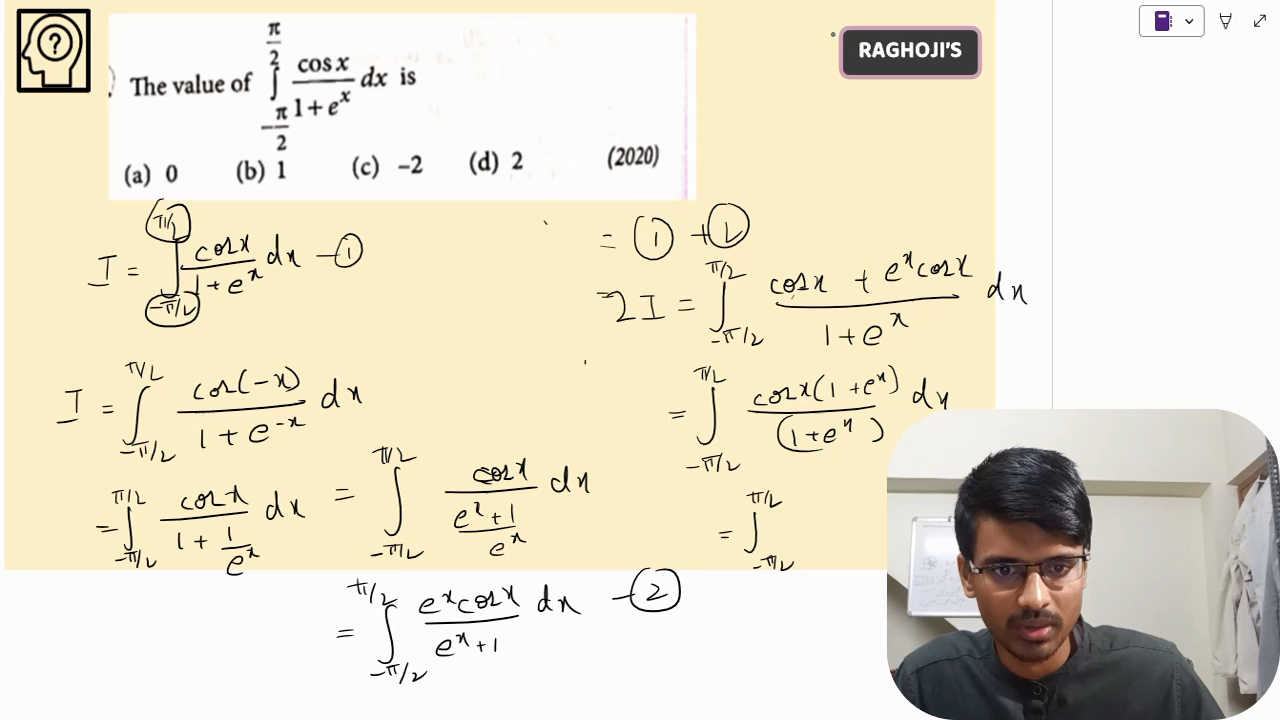 RAGHOJI'S
The value of ∫_{-π/2}^{π/2} cos x / (1 + e^x) dx is
(a) 0 (b) 1 (c) -2 (d) 2 (2020)
I = ∫_{-π/2}^{π/2} cos x / (1 + e^x) dx — ①
I = ∫_{-π/2}^{π/2} cos(-x) / (1 + e^{-x}) dx
= ∫_{-π/2}^{π/2} cos x / (1 + 1/e^x) dx = ∫_{-π/2}^{π/2} cos x / ((e^x + 1)/e^x) dx
= ∫_{-π/2}^{π/2} e^x cos x / (e^x + 1) dx — ②
= ① + ②
2I = ∫_{-π/2}^{π/2} (cos x + e^x cos x) / (1 + e^x) dx
= ∫_{-π/2}^{π/2} cos x (1 + e^x) / (1 + e^x) dx
= ∫_{-π/2}^{π/2}